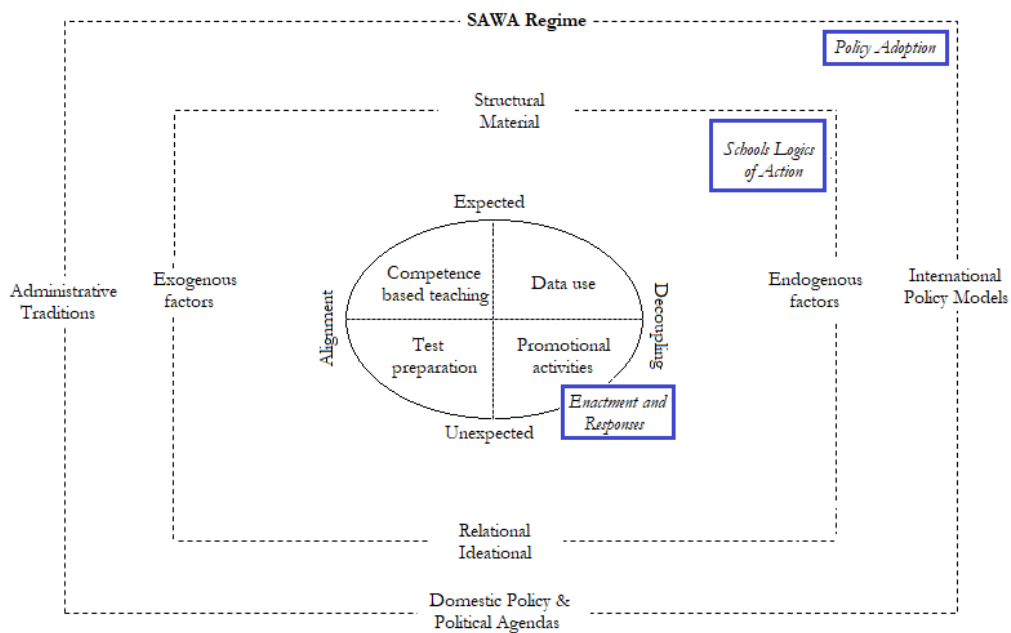 SAWA Regime
Policy Adoption
Structural
Material
Schools Logics
of Action
Expected
Administrative
Traditions
Exogenous
factors
Alignment
Competence
based teaching
Data use
Decoupling
Endogenous
factors
International
Policy Models
Test
preparation
Promotional
activities
Enactment and
Responses
Unexpected
Relational
Ideational
Domestic Policy &
Political Agendas